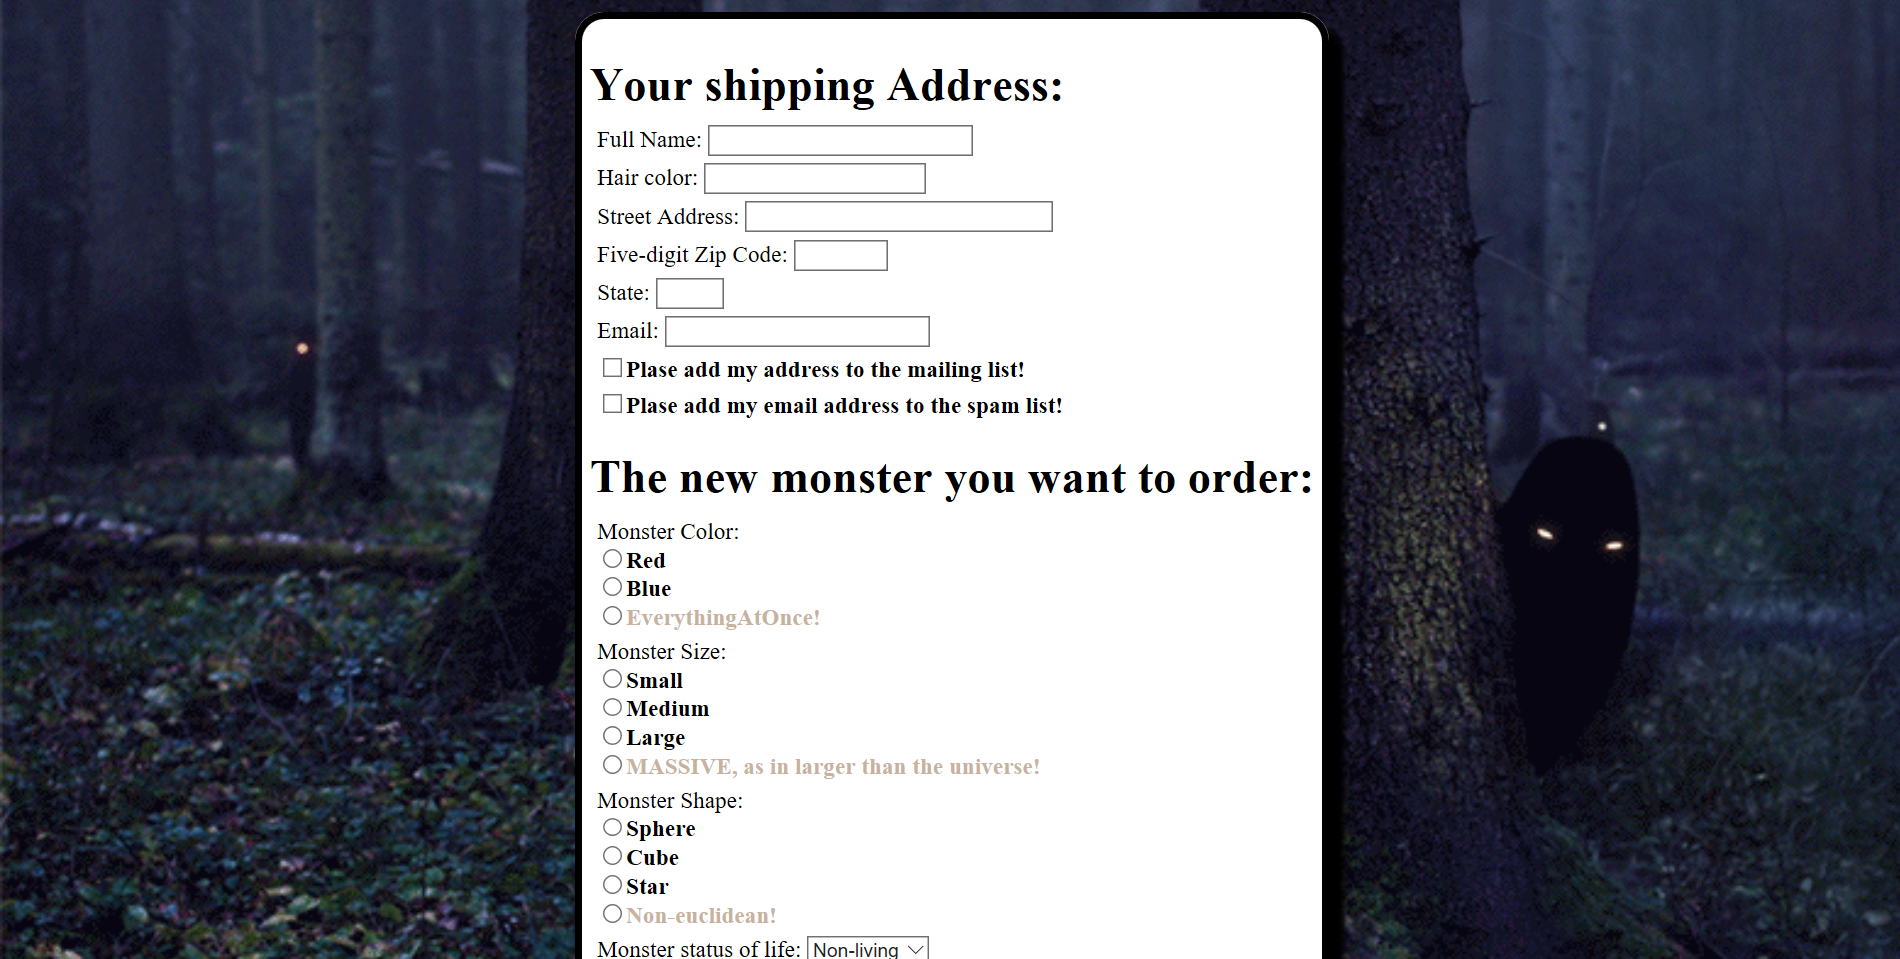 Your shipping Address:
Full Name:
Hair color:
Street Address:
Five-digit Zip Code:
State:
Email:
Plase add my address to the mailing list!
Plase add my email address to the spam list!
The new monster you want to order:
Monster Color:
Red
Blue
EverythingAtOnce!
Monster Size:
Small
Medium
Large
MASSIVE, as in larger than the universe!
Monster Shape:
Sphere
Cube
Star
Non-euclidean!
Monster status of life: Non-living